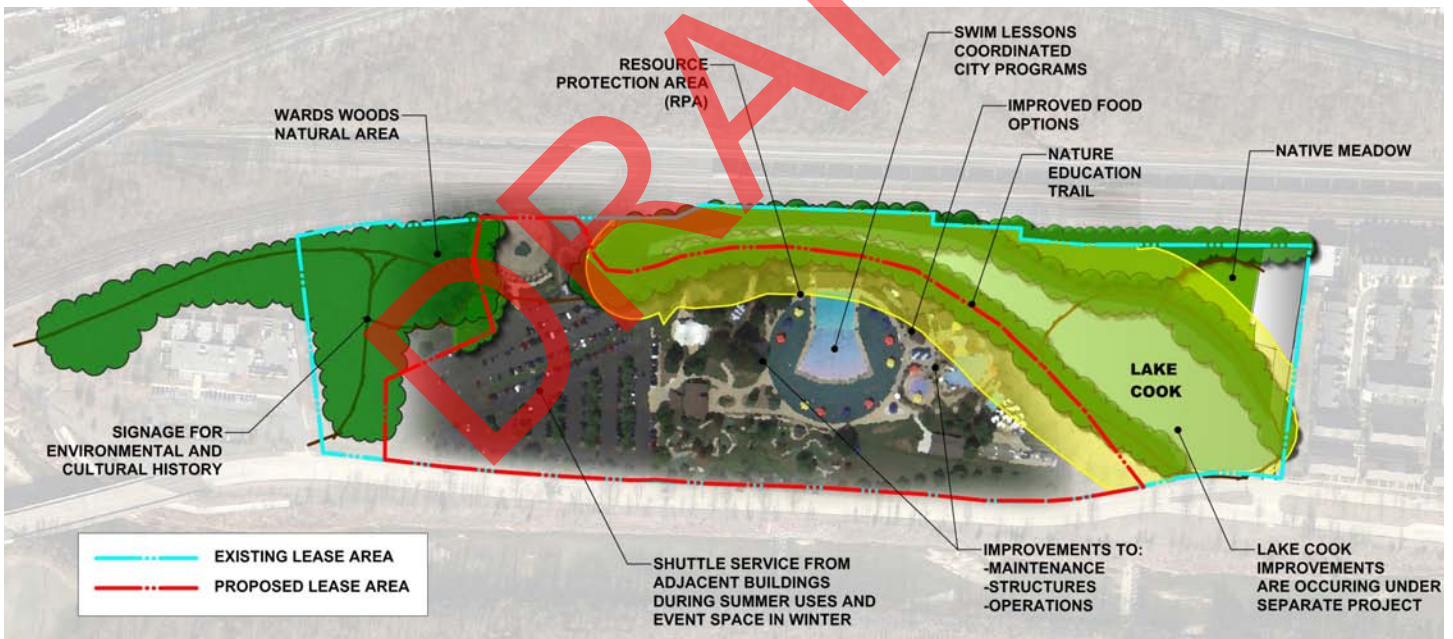 DRAF
SWIM LESSONS
COORDINATED
CITY PROGRAMS
RESOURCE
PROTECTION AREA
(RPA)
IMPROVED FOOD
OPTIONS
WARDS WOODS
NATURAL AREA
NATURE
EDUCATION
TRAIL
NATIVE MEADOW
LAKE
COOK
SIGNAGE FOR
ENVIRONMENTAL AND
CULTURAL HISTORY
EXISTING LEASE AREA
PROPOSED LEASE AREA
SHUTTLE SERVICE FROM
ADJACENT BUILDINGS
DURING SUMMER USES AND
EVENT SPACE IN WINTER
IMPROVEMENTS TO:
-MAINTENANCE
-STRUCTURES
-OPERATIONS
LAKE COOK
IMPROVEMENTS
ARE OCCURING UNDER
SEPARATE PROJECT